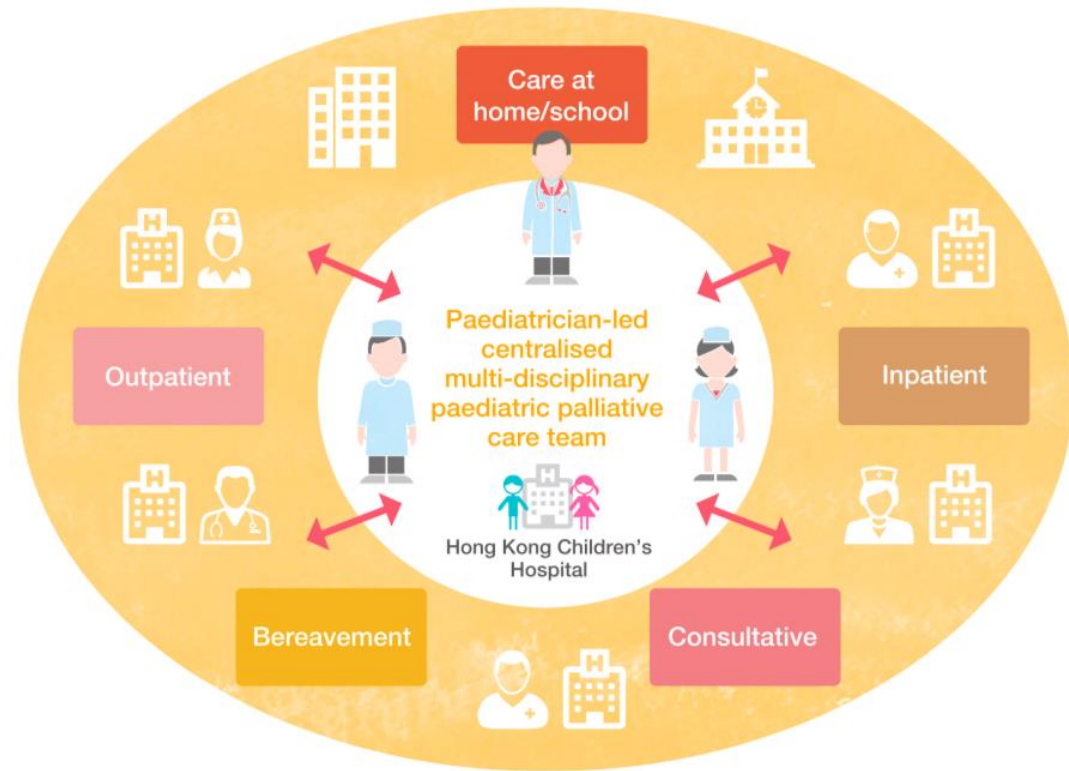 Care at
home/school
Paediatrician-led
centralised
multi-disciplinary
paediatric palliative
care team
Hong Kong Children's
Hospital
Outpatient
Inpatient
Bereavement
Consultative
H
H
H
H
H